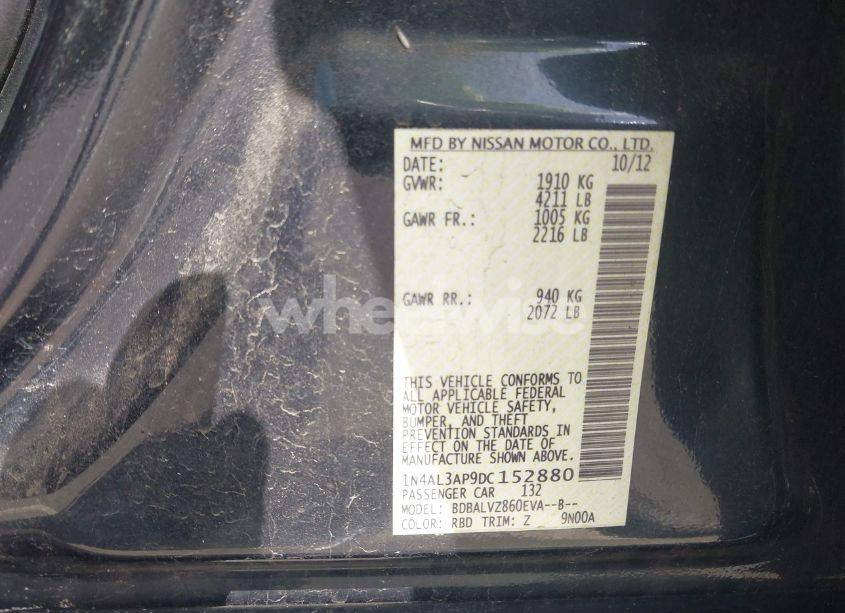 MFD BY NISSAN MOTOR CO., LTD.
DATE: 10/12
GVWR: 1910 KG
4211 LB
GAWR FR.: 1005 KG
2216 LB
GAWR RR.: 940 KG
2072 LB
THIS VEHICLE CONFORMS TO
ALL APPLICABLE FEDERAL
MOTOR VEHICLE SAFETY,
BUMPER, AND THEFT
PREVENTION STANDARDS IN
EFFECT ON THE DATE OF
MANUFACTURE SHOWN ABOVE.
1N4AL3AP9DC152880
PASSENGER CAR 132
MODEL: BDBALVZ860EVA--B--
COLOR: RBD TRIM: Z 9N00A
wheelwise